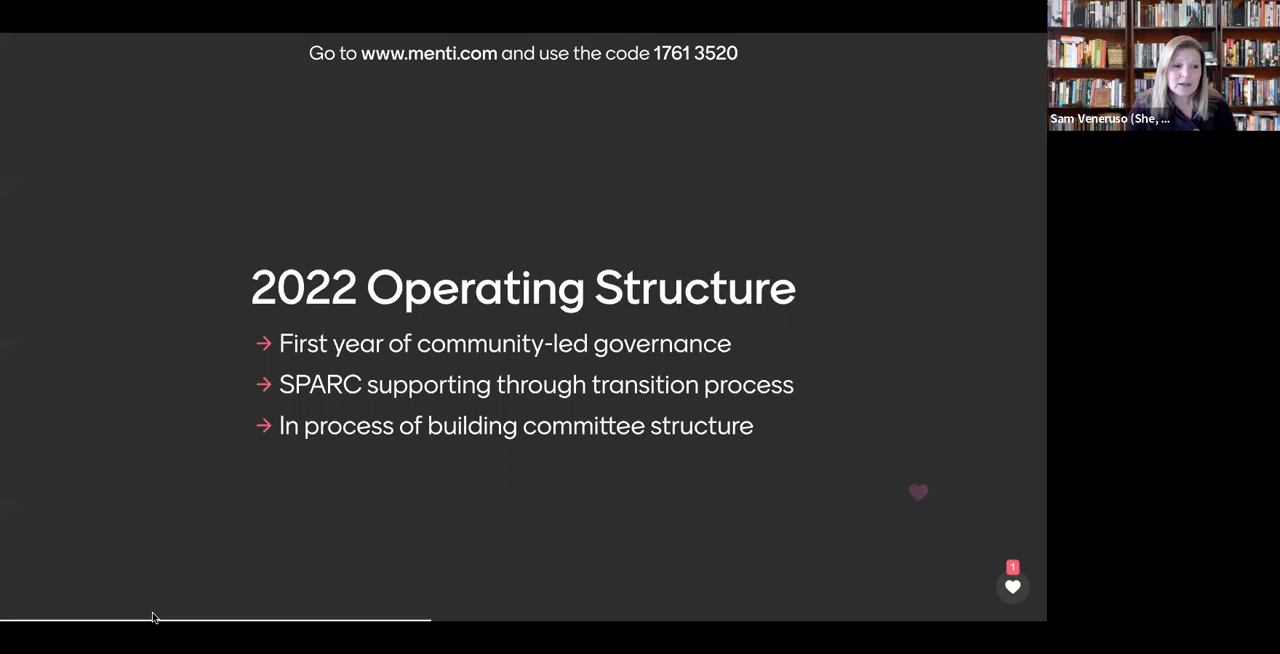 Go to www.menti.com and use the code 1761 3520
Sam Veneruso (She, ...
2022 Operating Structure
→ First year of community-led governance
→ SPARC supporting through transition process
→ In process of building committee structure
1